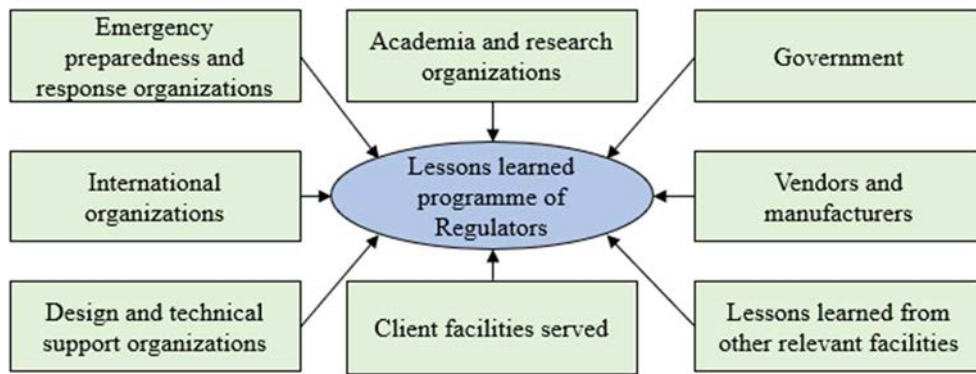 Emergency
preparedness and
response organizations
Academia and research
organizations
Government
International
organizations
Lessons learned
programme of
Regulators
Vendors and
manufacturers
Design and technical
support organizations
Client facilities served
Lessons learned from
other relevant facilities